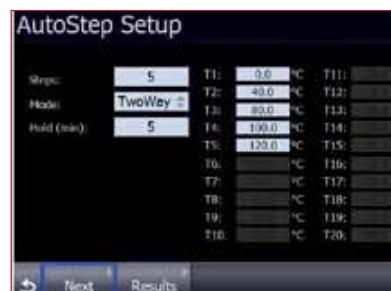 AutoStep Setup
Steps: 5
Mode: TwoWay
Hold (min): 5
T1: 0.0 °C
T2: 40.0 °C
T3: 80.0 °C
T4: 100.0 °C
T5: 120.0 °C
T6: °C
T7: °C
T8: °C
T9: °C
T10: °C
T11:
T12:
T13:
T14:
T15:
T16:
T17:
T18:
T19:
T20:
Next
Results